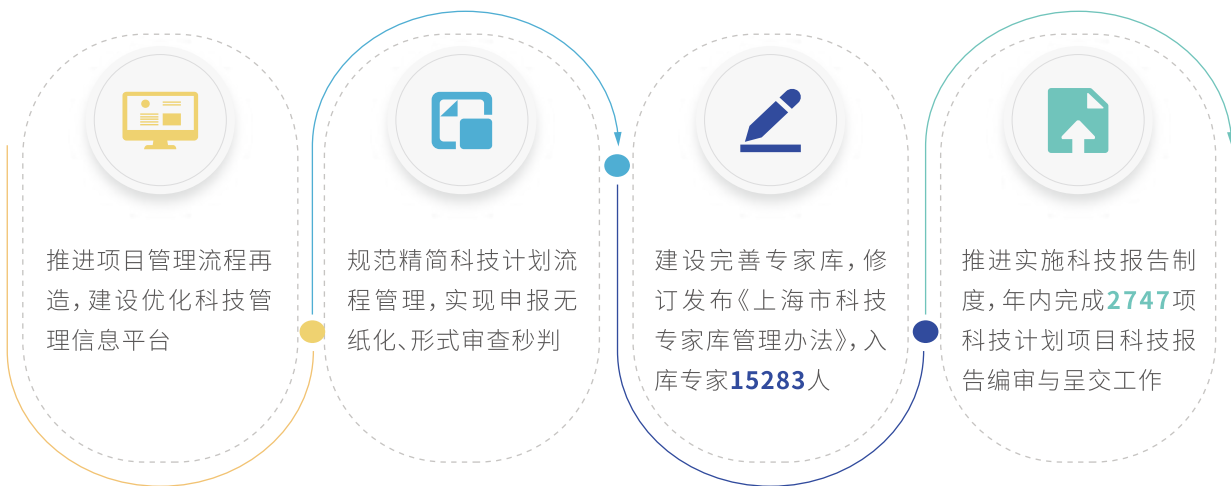 推进项目管理流程再
造，建设优化科技管
理信息平台
规范精简科技计划流
程管理，实现申报无
纸化、形式审查秒判
建设完善专家库，修
订发布《上海市科技
专家库管理办法》，入
库专家15283人
推进实施科技报告制
度，年内完成2747项
科技计划项目科技报
告编审与呈交工作